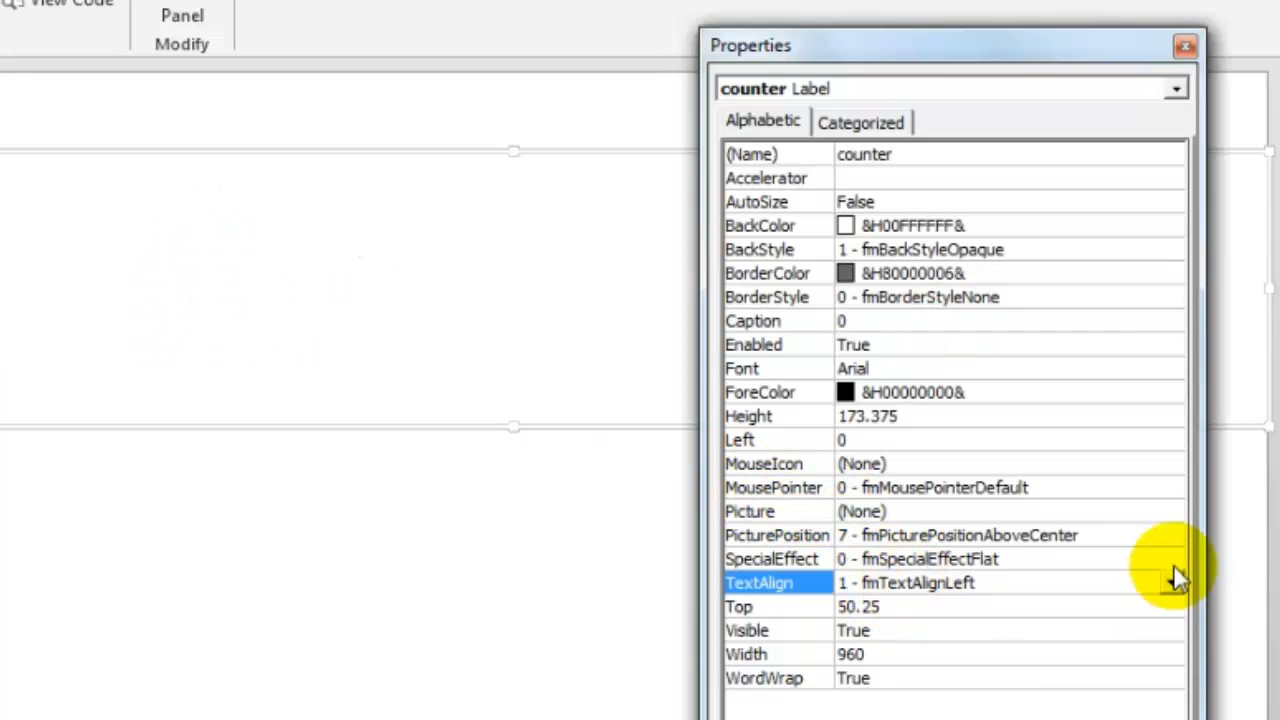 View Code
Panel
Modify
Properties
counter Label
Alphabetic Categorized
(Name) counter
Accelerator
AutoSize False
BackColor &H00FFFFFF&
BackStyle 1 - fmBackStyleOpaque
BorderColor &H80000006&
BorderStyle 0 - fmBorderStyleNone
Caption 0
Enabled True
Font Arial
ForeColor &H00000000&
Height 173.375
Left 0
MouseIcon (None)
MousePointer 0 - fmMousePointerDefault
Picture (None)
PicturePosition 7 - fmPicturePositionAboveCenter
SpecialEffect 0 - fmSpecialEffectFlat
TextAlign 1 - fmTextAlignLeft
Top 50.25
Visible True
Width 960
WordWrap True